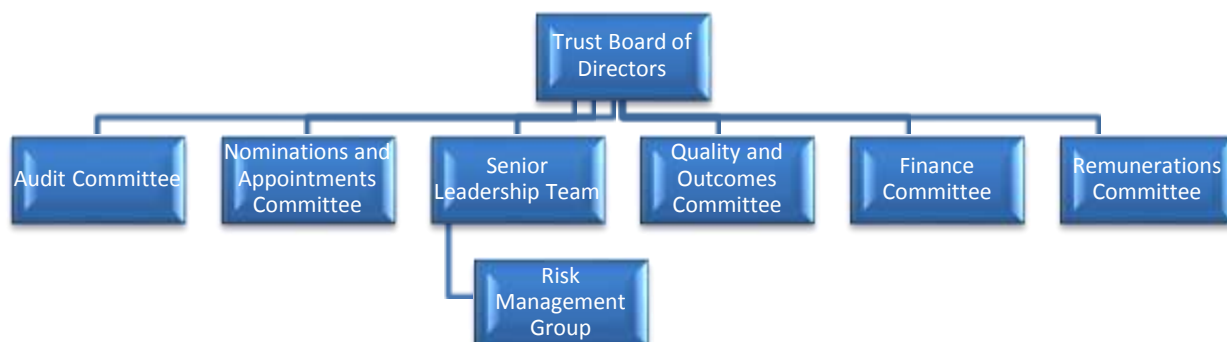 Trust Board of
Directors
Audit Committee
Nominations and
Appointments
Committee
Senior
Leadership Team
Quality and
Outcomes
Committee
Finance
Committee
Remunerations
Committee
Risk
Management
Group